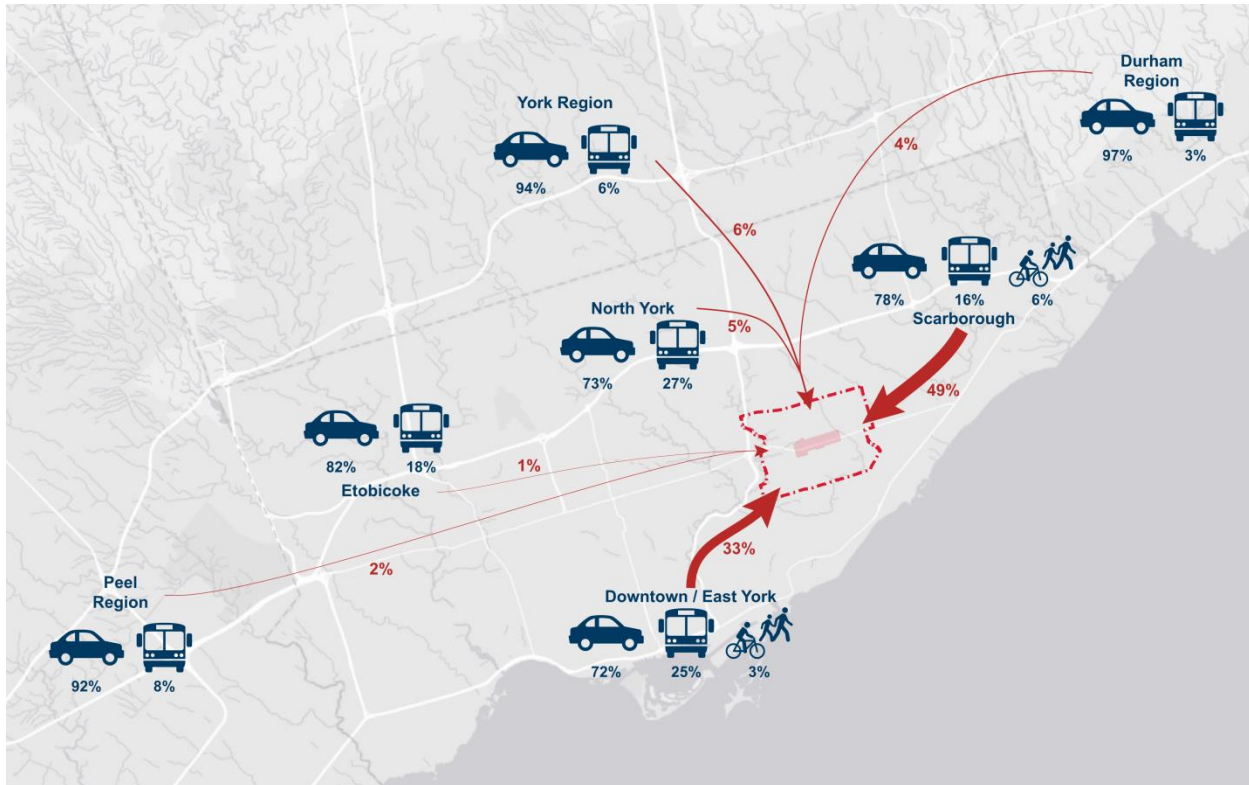 Durham
Region
97% 3%
4%
York Region
94% 6%
6%
78% 16% 6%
Scarborough
49%
North York
5%
73% 27%
82% 18%
Etobicoke
1%
33%
2%
Peel
Region
92% 8%
Downtown / East York
72% 25% 3%